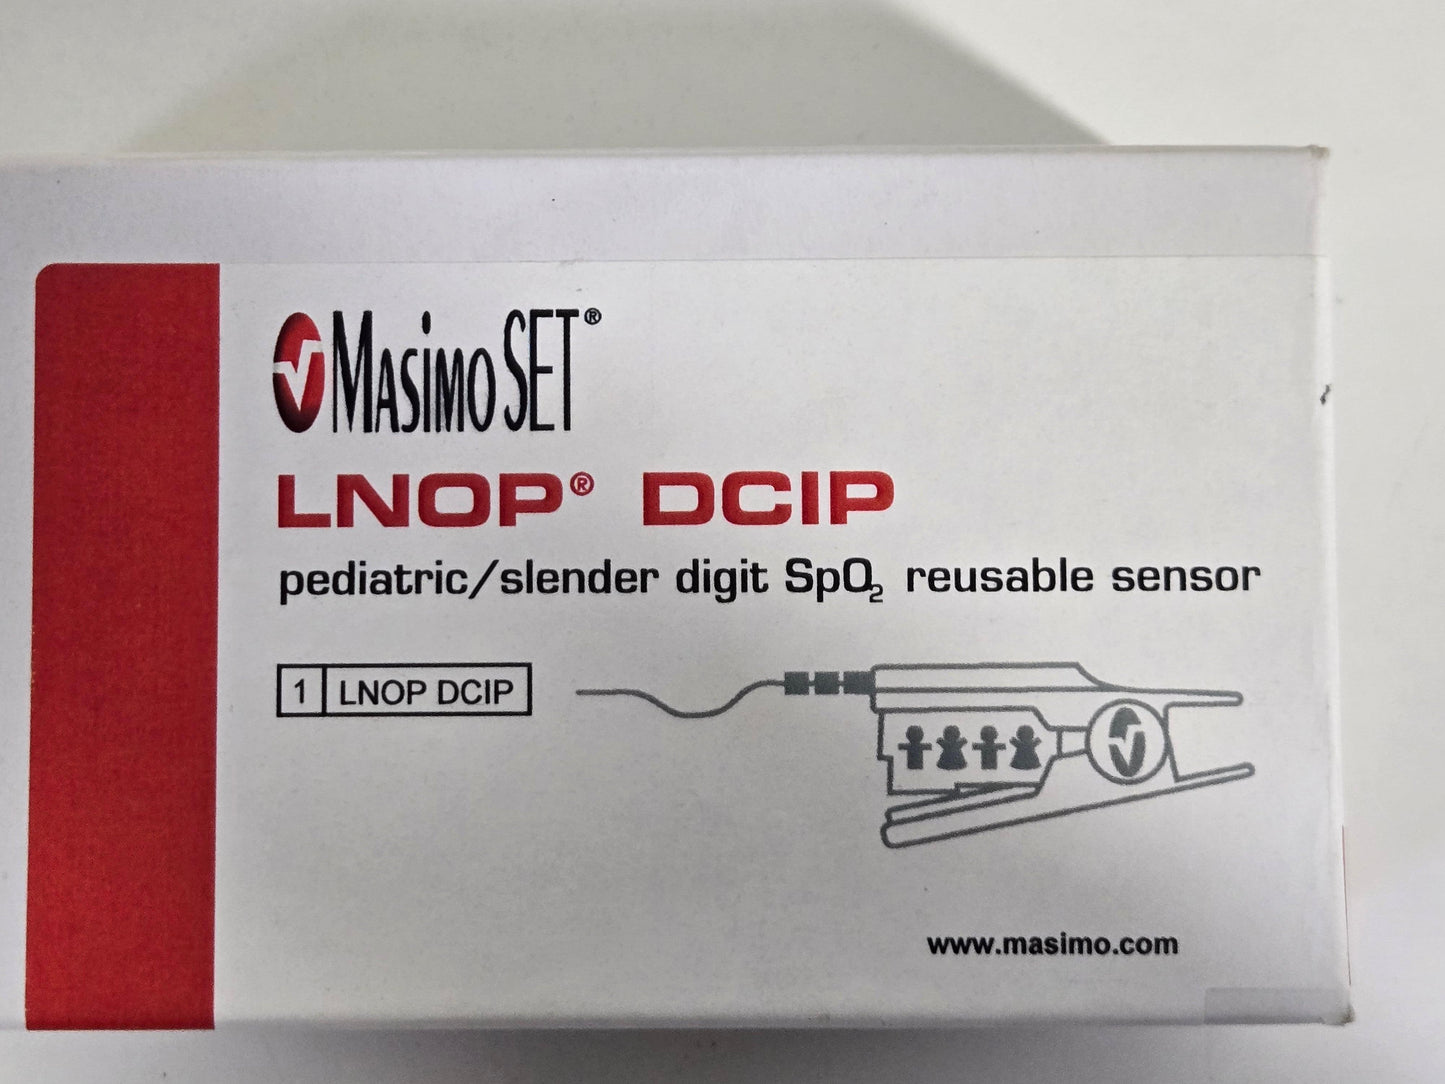 Masimo SET®
LNOP® DCIP
pediatric/slender digit SpO₂ reusable sensor
1 LNOP DCIP
www.masimo.com